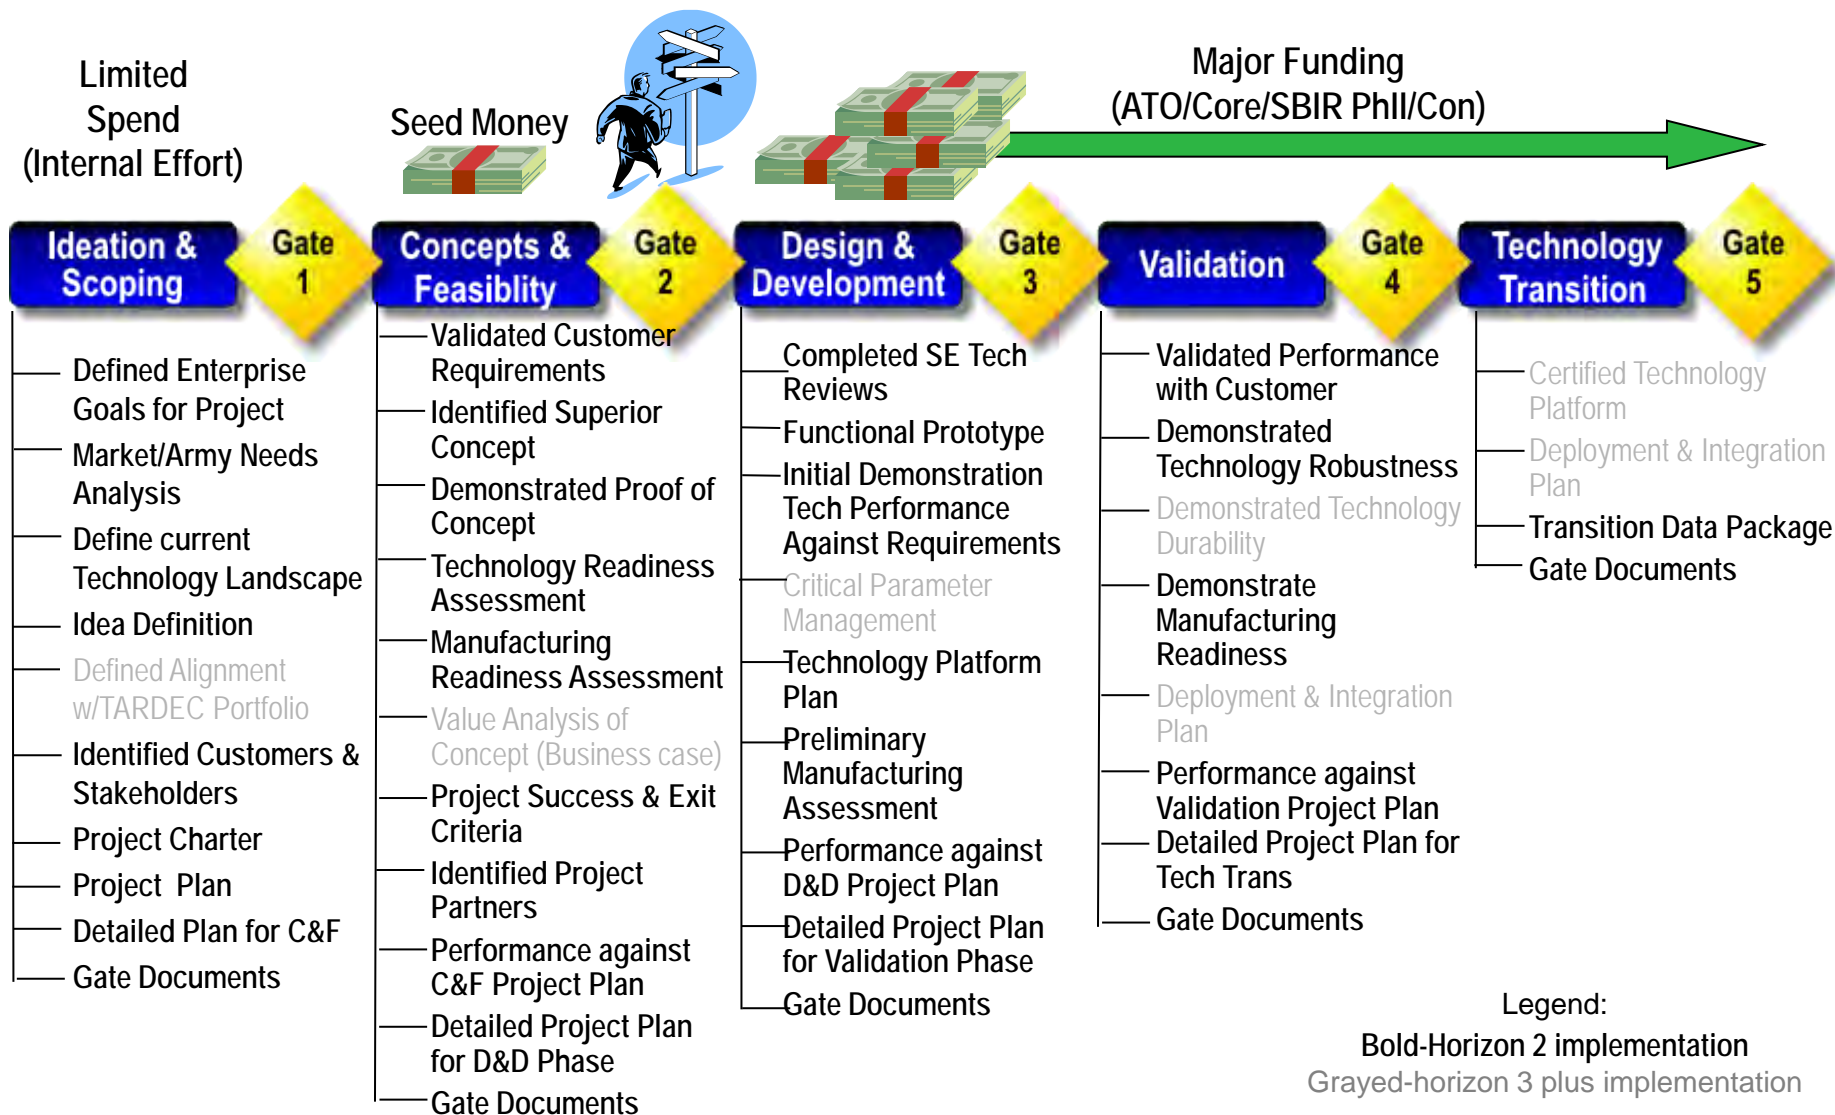 Limited
Spend
(Internal Effort)
Seed Money
Major Funding
(ATO/Core/SBIR PhII/Con)
Ideation &
Scoping
Gate
1
Concepts &
Feasiblity
Gate
2
Design &
Development
Gate
3
Validation
Gate
4
Technology
Transition
Gate
5
Defined Enterprise
Goals for Project
Market/Army Needs
Analysis
Define current
Technology Landscape
Idea Definition
Defined Alignment
w/TARDEC Portfolio
Identified Customers &
Stakeholders
Project Charter
Project Plan
Detailed Plan for C&F
Gate Documents
Validated Customer
Requirements
Identified Superior
Concept
Demonstrated Proof of
Concept
Technology Readiness
Assessment
Manufacturing
Readiness Assessment
Value Analysis of
Concept (Business case)
Project Success & Exit
Criteria
Identified Project
Partners
Performance against
C&F Project Plan
Detailed Project Plan
for D&D Phase
Gate Documents
Completed SE Tech
Reviews
Functional Prototype
Initial Demonstration
Tech Performance
Against Requirements
Critical Parameter
Management
Technology Platform
Plan
Preliminary
Manufacturing
Assessment
Performance against
D&D Project Plan
Detailed Project Plan
for Validation Phase
Gate Documents
Validated Performance
with Customer
Demonstrated
Technology Robustness
Demonstrated Technology
Durability
Demonstrate
Manufacturing
Readiness
Deployment & Integration
Plan
Performance against
Validation Project Plan
Detailed Project Plan for
Tech Trans
Gate Documents
Certified Technology
Platform
Deployment & Integration
Plan
Transition Data Package
Gate Documents
Legend:
Bold-Horizon 2 implementation
Grayed-horizon 3 plus implementation